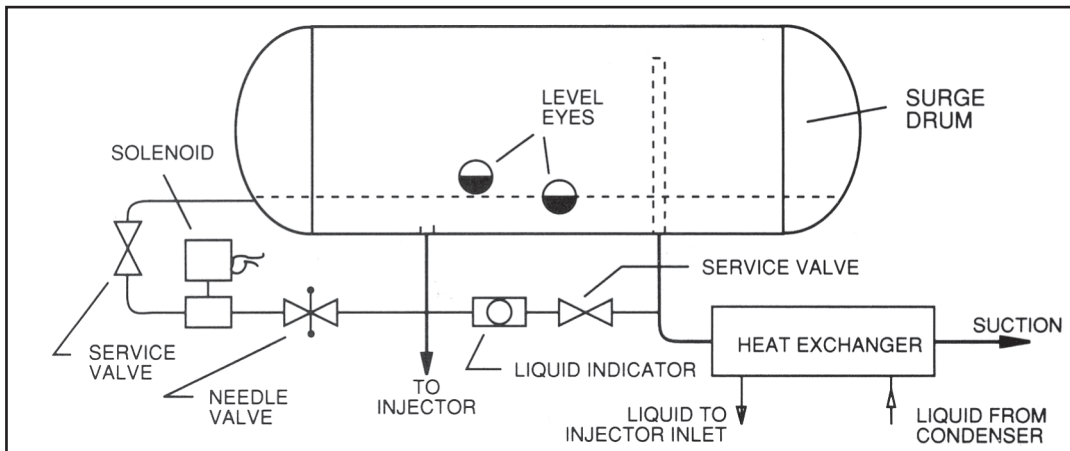 LEVEL
EYES
SURGE
DRUM
SOLENOID
SERVICE VALVE
SERVICE
VALVE
NEEDLE
VALVE
TO
INJECTOR
LIQUID INDICATOR
HEAT EXCHANGER
SUCTION
LIQUID TO
INJECTOR INLET
LIQUID FROM
CONDENSER